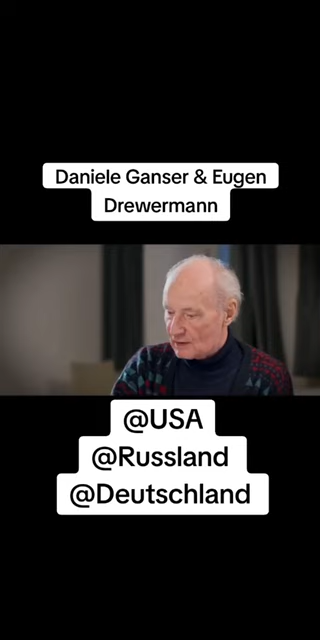 Daniele Ganser & Eugen
Drewermann
@USA
@Russland
@Deutschland